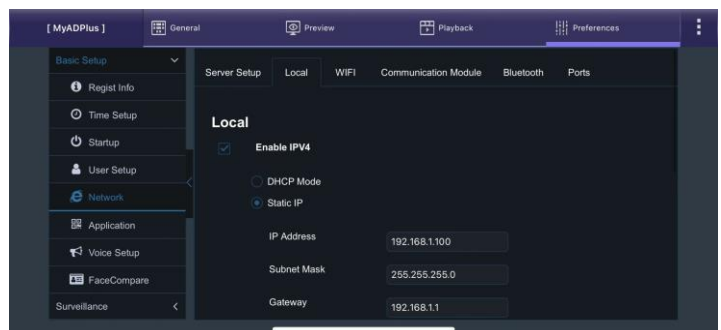 [ MyADPlus ] General Preview Playback Preferences
Basic Setup
Regist Info
Time Setup
Startup
User Setup
Network
Application
Voice Setup
FaceCompare
Surveillance
Server Setup Local WIFI Communication Module Bluetooth Ports
Local
Enable IPV4
DHCP Mode
Static IP
IP Address 192.168.1.100
Subnet Mask 255.255.255.0
Gateway 192.168.1.1